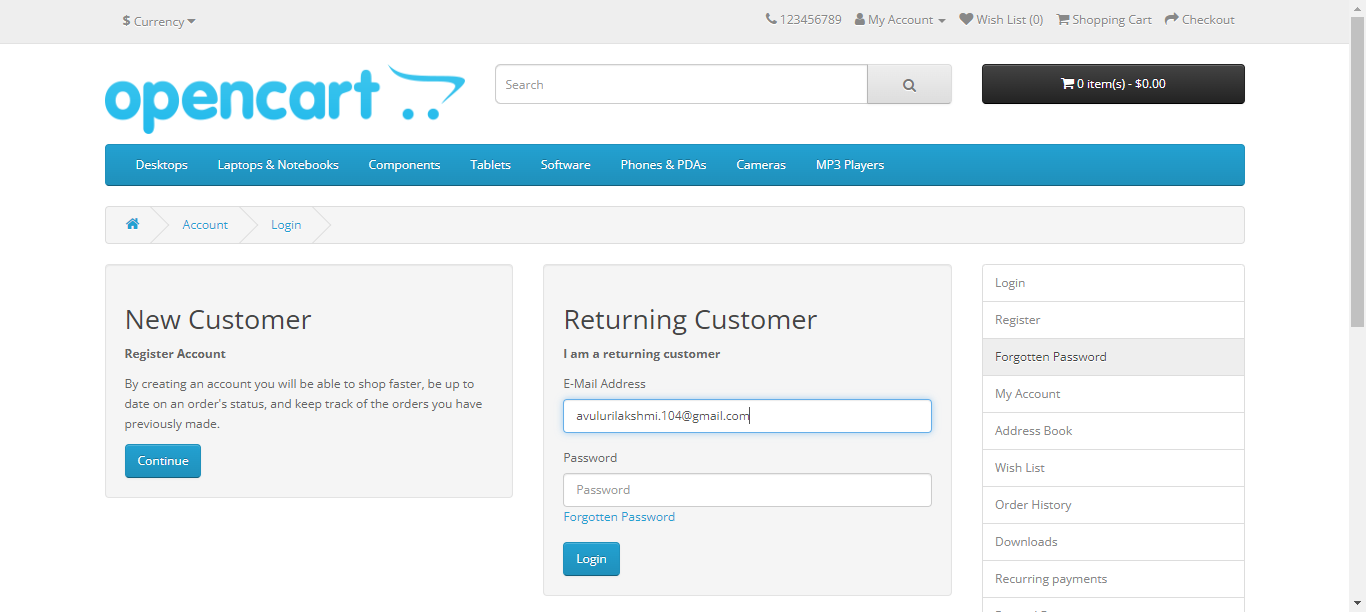 $ Currency
123456789 My Account Wish List (0) Shopping Cart Checkout
opencart
Search
0 item(s) - $0.00
Desktops Laptops & Notebooks Components Tablets Software Phones & PDAs Cameras MP3 Players
Account Login
New Customer
Register Account
By creating an account you will be able to shop faster, be up to
date on an order's status, and keep track of the orders you have
previously made.
Continue
Returning Customer
I am a returning customer
E-Mail Address
avulurilakshmi.104@gmail.com
Password
Password
Forgotten Password
Login
Login
Register
Forgotten Password
My Account
Address Book
Wish List
Order History
Downloads
Recurring payments